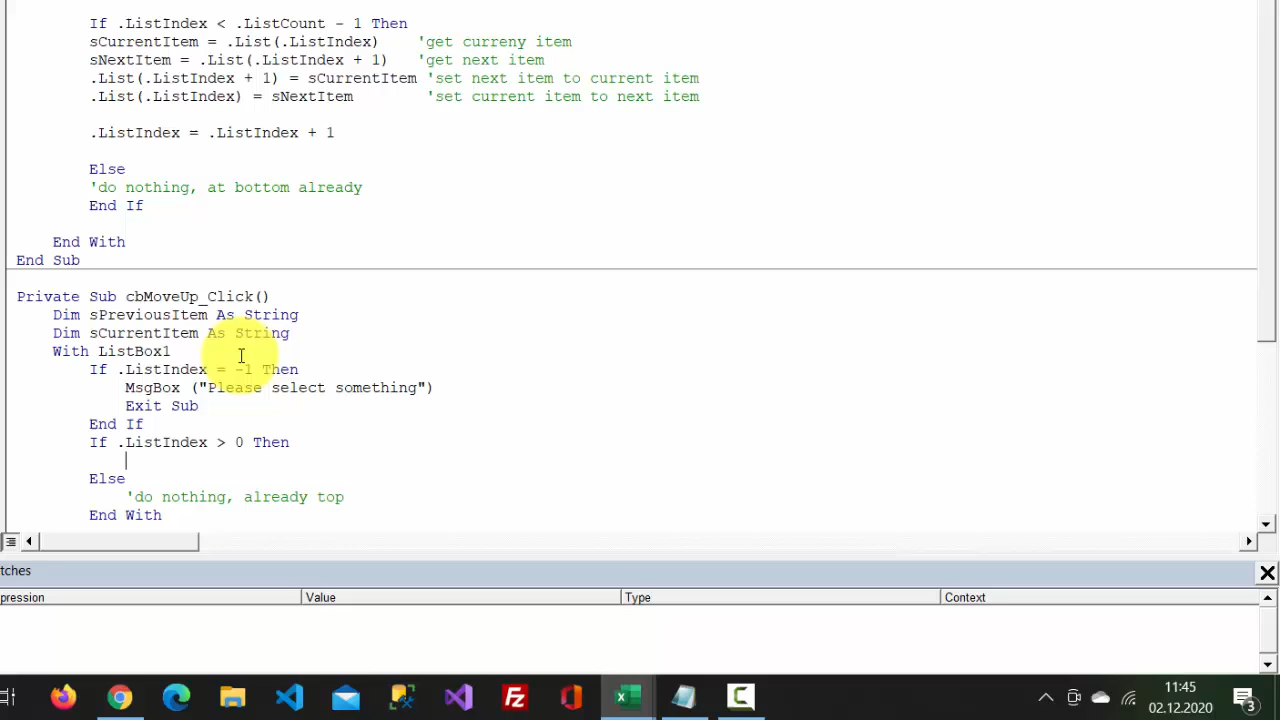 If .ListIndex < .ListCount - 1 Then
sCurrentItem = .List(.ListIndex) 'get curreny item
sNextItem = .List(.ListIndex + 1) 'get next item
.List(.ListIndex + 1) = sCurrentItem 'set next item to current item
.List(.ListIndex) = sNextItem 'set current item to next item
.ListIndex = .ListIndex + 1
Else
'do nothing, at bottom already
End If
End With
End Sub
Private Sub cbMoveUp_Click()
Dim sPreviousItem As String
Dim sCurrentItem As String
With ListBox1
If .ListIndex = -1 Then
MsgBox ("Please select something")
Exit Sub
End If
If .ListIndex > 0 Then
Else
'do nothing, already top
End With
tches
pression Value Type Context
11:45
02.12.2020
3